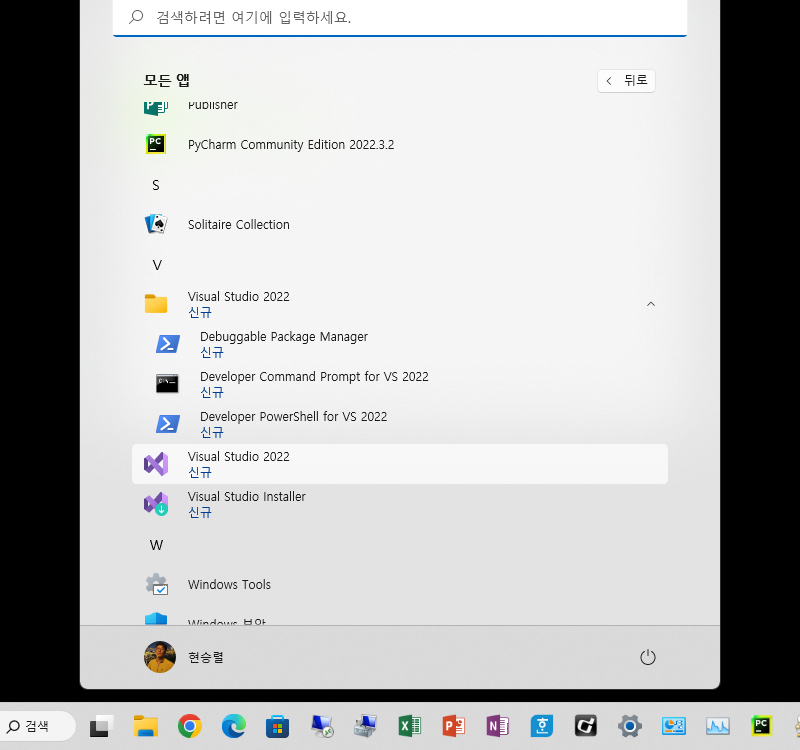 검색하려면 여기에 입력하세요.
모든 앱
뒤로
Publisher
PyCharm Community Edition 2022.3.2
S
Solitaire Collection
V
Visual Studio 2022
신규
Debuggable Package Manager
신규
Developer Command Prompt for VS 2022
신규
Developer PowerShell for VS 2022
신규
Visual Studio 2022
신규
Visual Studio Installer
신규
W
Windows Tools
Windows 보안
현승렬
검색